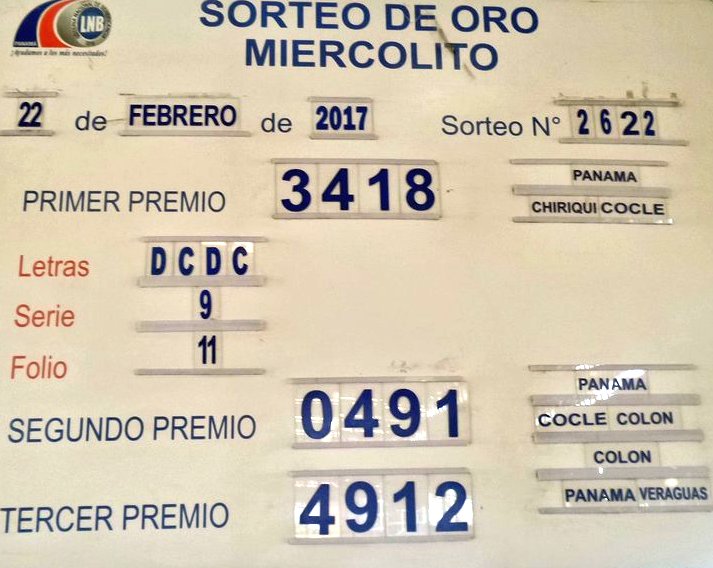 LNB
PANAMA
¡Ayudamos a los más necesitados!
SORTEO DE ORO
MIERCOLITO
22 de FEBRERO de 2017 Sorteo N° 2622
PRIMER PREMIO 3418 PANAMA
CHIRIQUI COCLE
Letras DCDC
Serie 9
Folio 11
PANAMA
SEGUNDO PREMIO 0491 COCLE COLON
COLON
TERCER PREMIO 4912 PANAMA VERAGUAS